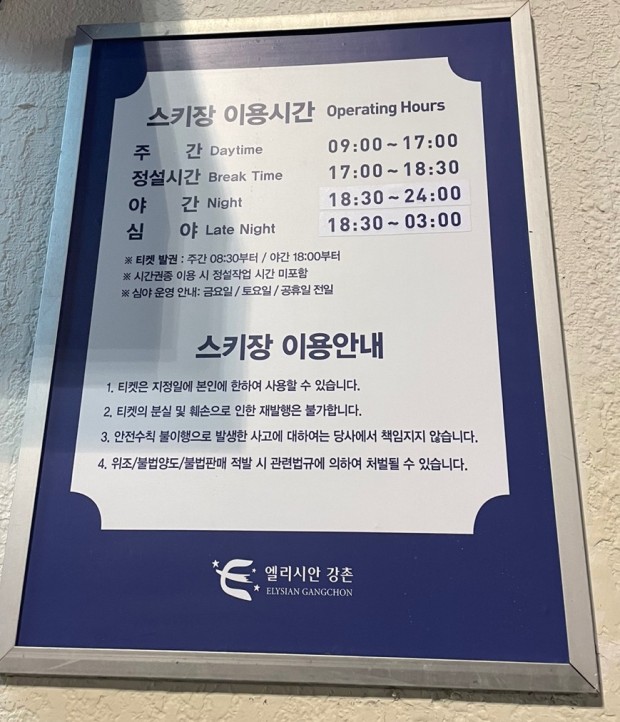 스키장 이용시간 Operating Hours
주 간 Daytime 09:00~17:00
정설시간 Break Time 17:00~18:30
야 간 Night 18:30~24:00
심 야 Late Night 18:30~03:00
※ 티켓 발권 : 주간 08:30부터 / 야간 18:00부터
※ 시간권종 이용 시 정설작업 시간 미포함
※ 심야 운영 안내: 금요일 / 토요일 / 공휴일 전일
스키장 이용안내
1. 티켓은 지정일에 본인에 한하여 사용할 수 있습니다.
2. 티켓의 분실 및 훼손으로 인한 재발행은 불가합니다.
3. 안전수칙 불이행으로 발생한 사고에 대하여는 당사에서 책임지지 않습니다.
4. 위조/불법양도/불법판매 적발 시 관련법규에 의하여 처벌될 수 있습니다.
엘리시안 강촌
ELYSIAN GANGCHON